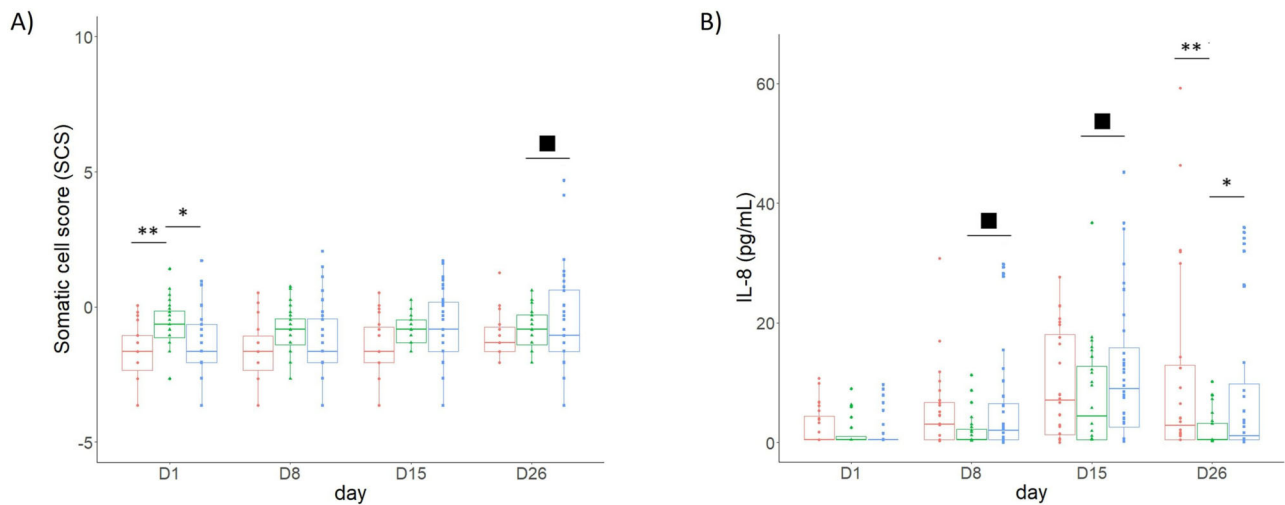 A)
Somatic cell score (SCS)
10
5
-0
-5
** *
■
D1 D8 D15 D26
day
B)
IL-8 (pg/mL)
60
40
20
0
■
■
**
*
D1 D8 D15 D26
day